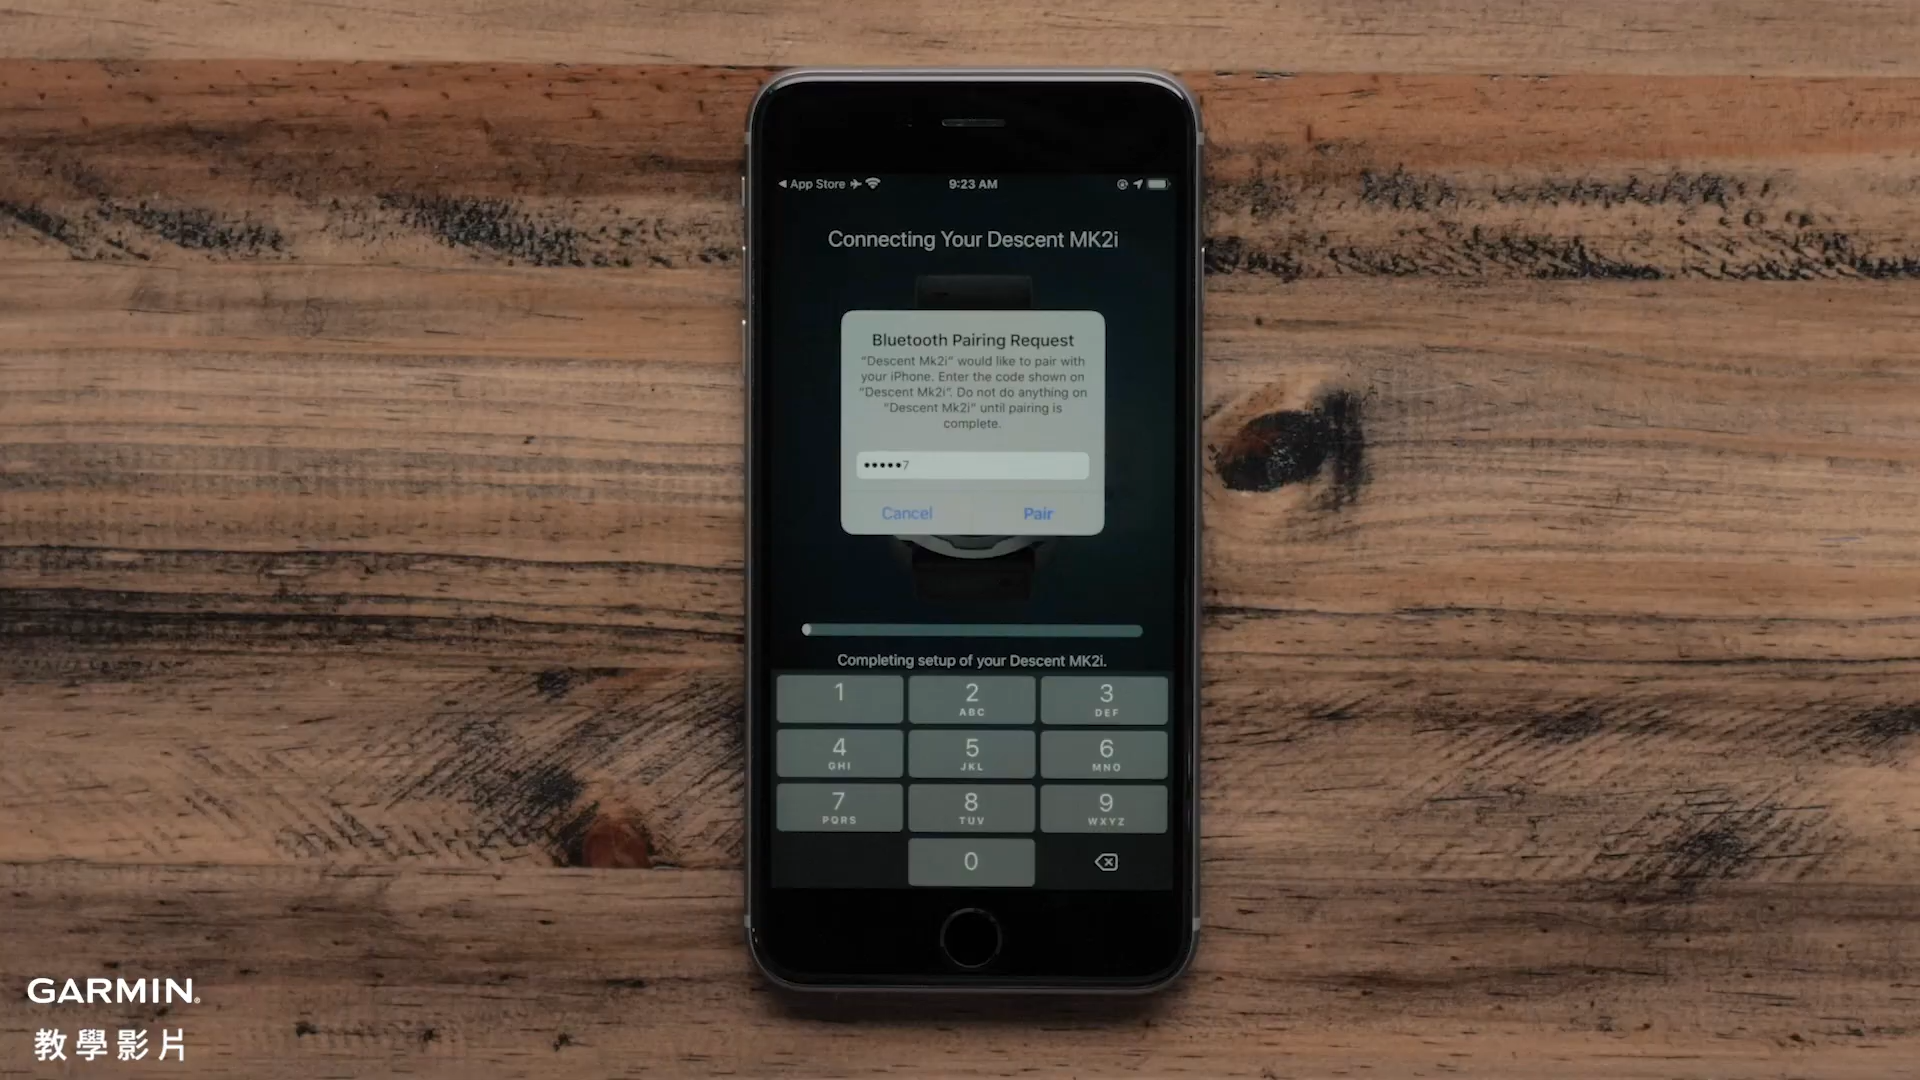 App Store
9:23 AM
Connecting Your Descent MK2i
Bluetooth Pairing Request
"Descent Mk2i" would like to pair with
your iPhone. Enter the code shown on
"Descent Mk2i". Do not do anything on
"Descent Mk2i" until pairing is
complete.
•••••7
Cancel Pair
Completing setup of your Descent MK2i.
1 2 3
ABC DEF
4 5 6
GHI JKL MNO
7 8 9
PQRS TUV WXYZ
0
GARMIN®
教學影片